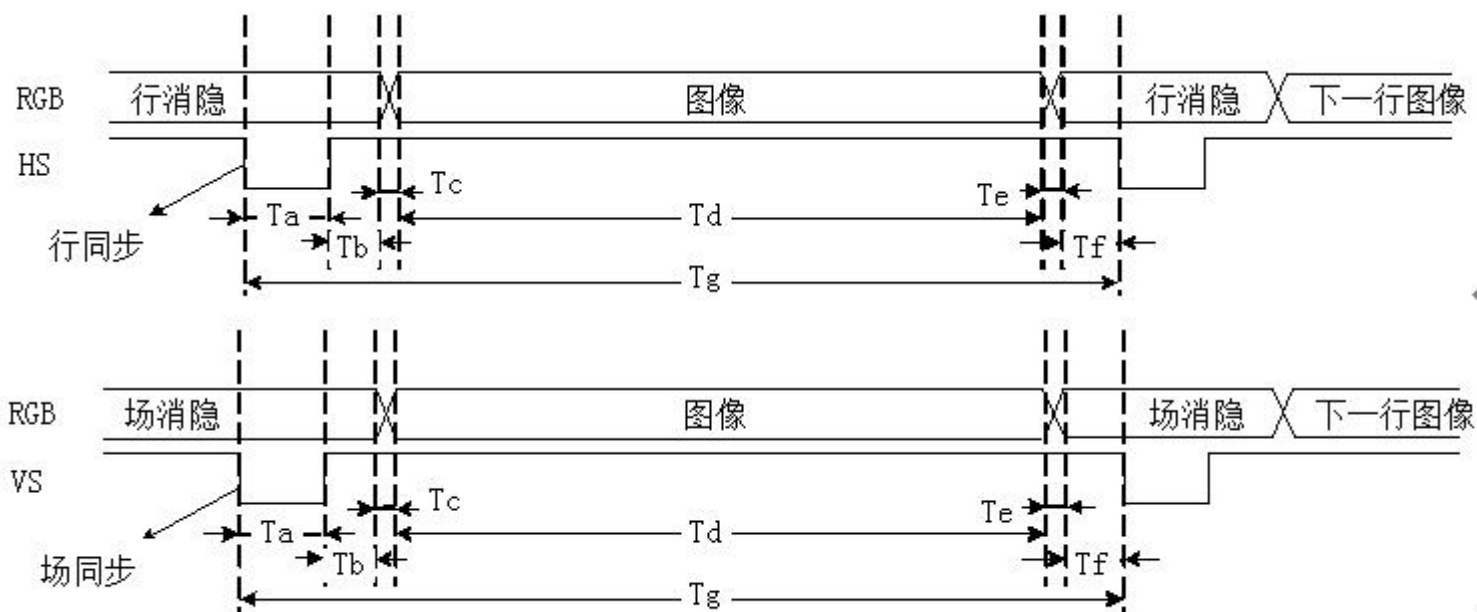 RGB 行消隐 图像 行消隐 下一行图像
HS
Tc Te
Ta Td
行同步 Tb Tf
Tg
RGB 场消隐 图像 场消隐 下一行图像
VS
Tc Te
Ta Td
场同步 Tb Tf
Tg